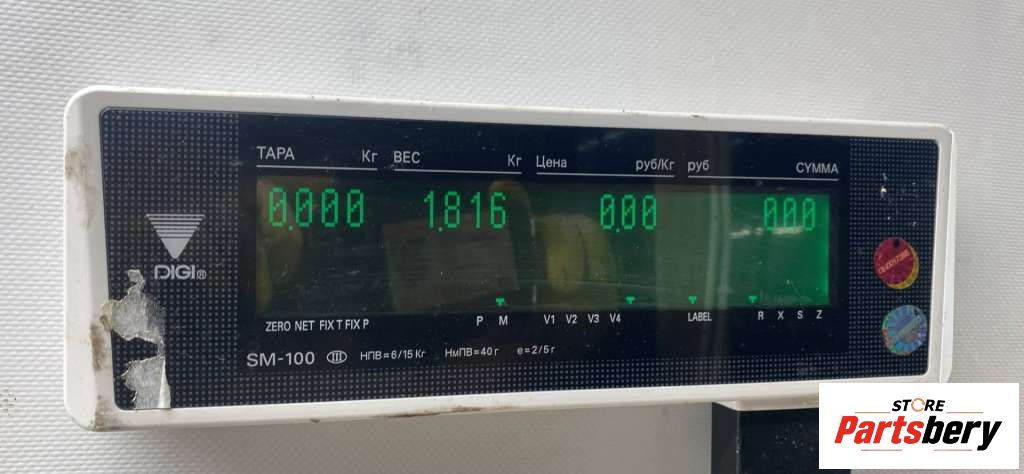 ТАРА Кг ВЕС Кг Цена руб/Кг руб СУММА
0.000 1.816 0.00 0.00
DIGI®
ZERO NET FIX T FIX P P M V1 V2 V3 V4 LABEL R X S Z
SM-100 III НПВ=6/15 Кг НмПВ=40 г e=2/5 г
STORE
Partsbery